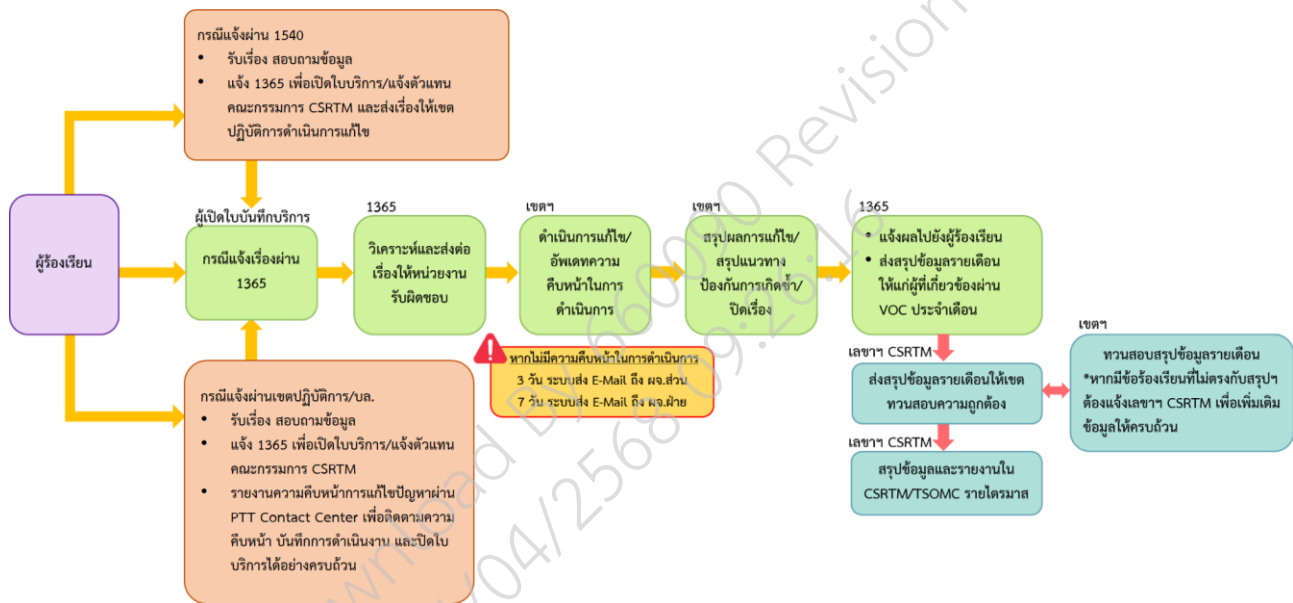 กรณีแจ้งผ่าน 1540
• รับเรื่อง สอบถามข้อมูล
• แจ้ง 1365 เพื่อเปิดใบบริการ/แจ้งตัวแทน
คณะกรรมการ CSRTM และส่งเรื่องให้เขต
ปฏิบัติการดำเนินการแก้ไข
ผู้ร้องเรียน
ผู้เปิดใบบันทึกบริการ
กรณีแจ้งเรื่องผ่าน
1365
1365
วิเคราะห์และส่งต่อ
เรื่องให้หน่วยงาน
รับผิดชอบ
เขตฯ
ดำเนินการแก้ไข/
อัพเดทความ
คืบหน้าในการ
ดำเนินการ
เขตฯ
สรุปผลการแก้ไข/
สรุปแนวทาง
ป้องกันการเกิดซ้ำ/
ปิดเรื่อง
1365
• แจ้งผลไปยังผู้ร้องเรียน
• ส่งสรุปข้อมูลรายเดือน
ให้แก่ผู้ที่เกี่ยวข้องผ่าน
VOC ประจำเดือน
หากไม่มีความคืบหน้าในการดำเนินการ
3 วัน ระบบส่ง E-Mail ถึง ผจ.ส่วน
7 วัน ระบบส่ง E-Mail ถึง ผจ.ฝ่าย
กรณีแจ้งผ่านเขตปฏิบัติการ/บล.
• รับเรื่อง สอบถามข้อมูล
• แจ้ง 1365 เพื่อเปิดใบบริการ/แจ้งตัวแทน
คณะกรรมการ CSRTM
• รายงานความคืบหน้าการแก้ไขปัญหาผ่าน
PTT Contact Center เพื่อติดตามความ
คืบหน้า บันทึกการดำเนินงาน และปิดใบ
บริการได้อย่างครบถ้วน
เลขาฯ CSRTM
ส่งสรุปข้อมูลรายเดือนให้เขต
ทวนสอบความถูกต้อง
เขตฯ
ทวนสอบสรุปข้อมูลรายเดือน
*หากมีข้อร้องเรียนที่ไม่ตรงกับสรุปฯ
ต้องแจ้งเลขาฯ CSRTM เพื่อเพิ่มเติม
ข้อมูลให้ครบถ้วน
เลขาฯ CSRTM
สรุปข้อมูลและรายงานใน
CSRTM/TSOMC รายไตรมาส
wnload By 660090 Revision
/04/2568 09:26:16